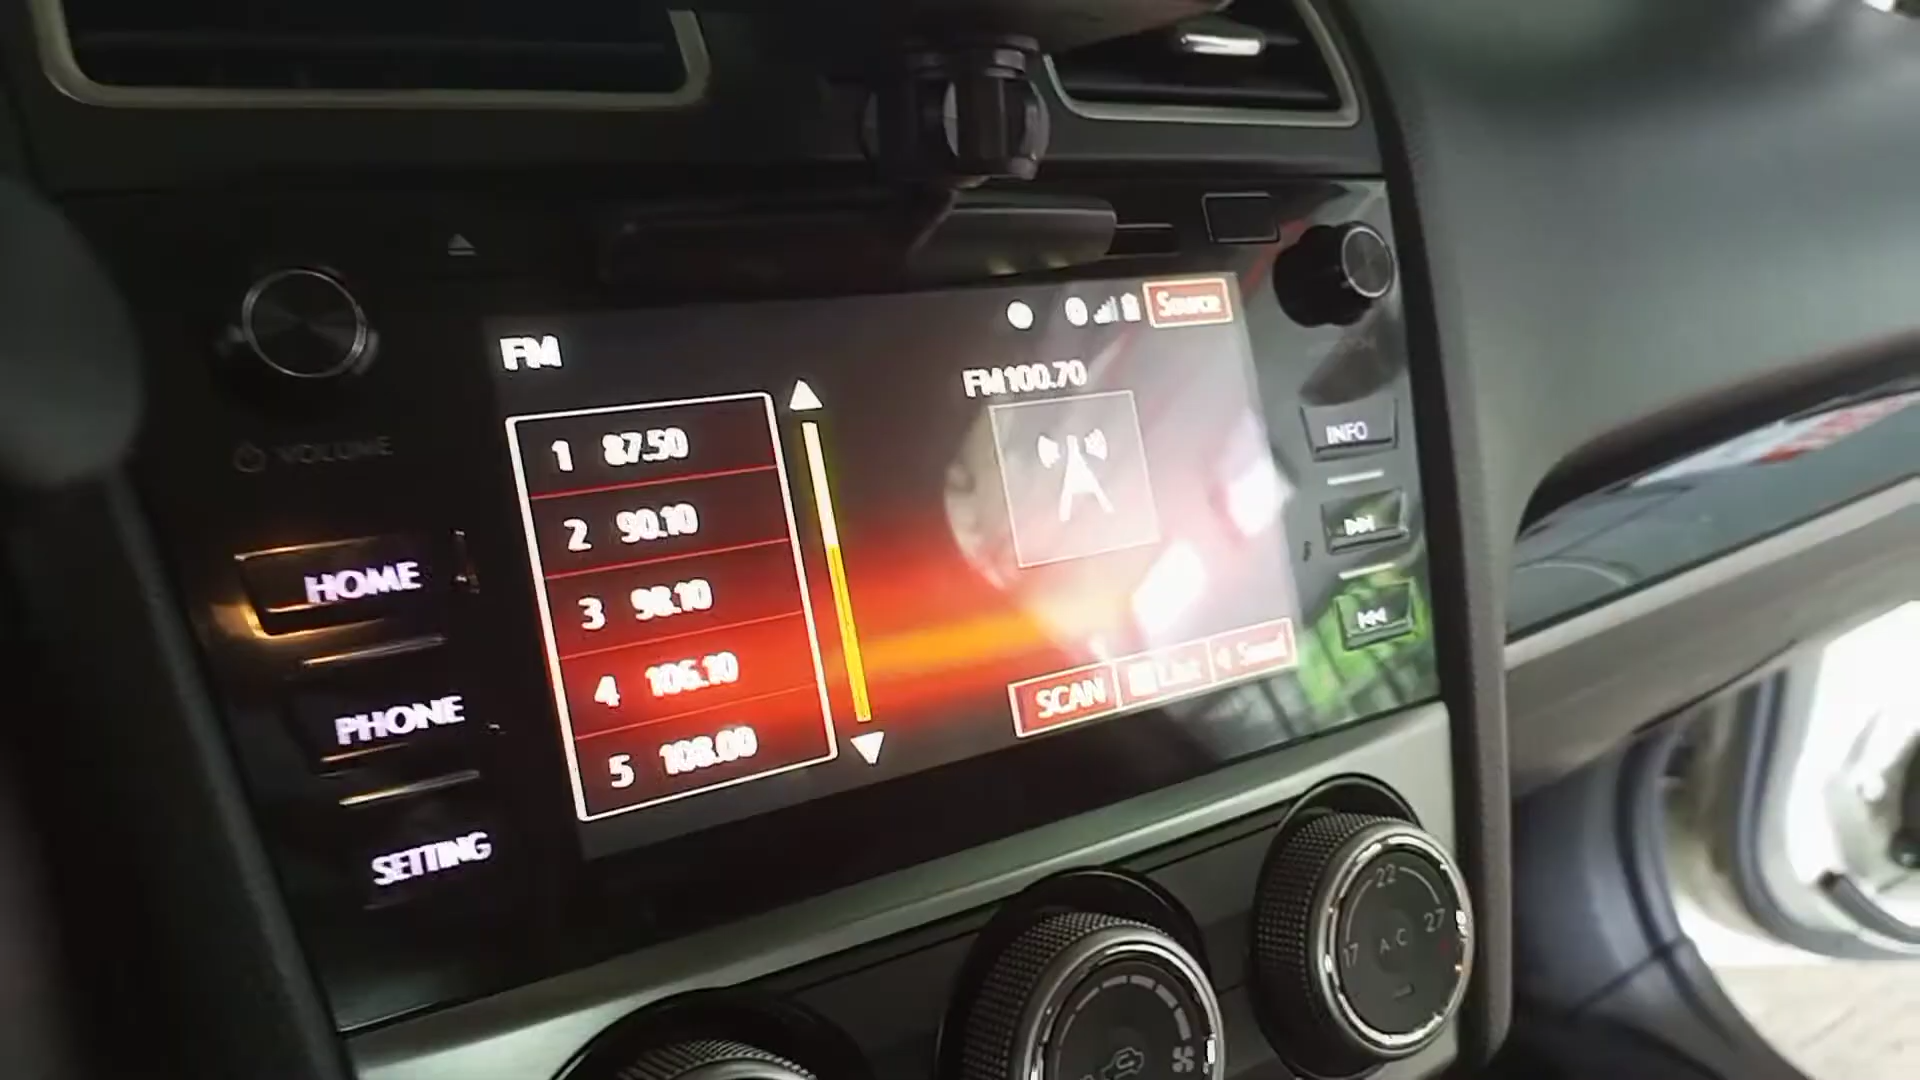 Source
FM
FM100.70
1 87.50
2 90.10
3 98.10
4 106.10
5 108.00
SCAN
List
Sound
VOLUME
HOME
PHONE
SETTING
INFO
22
17
27
A/C